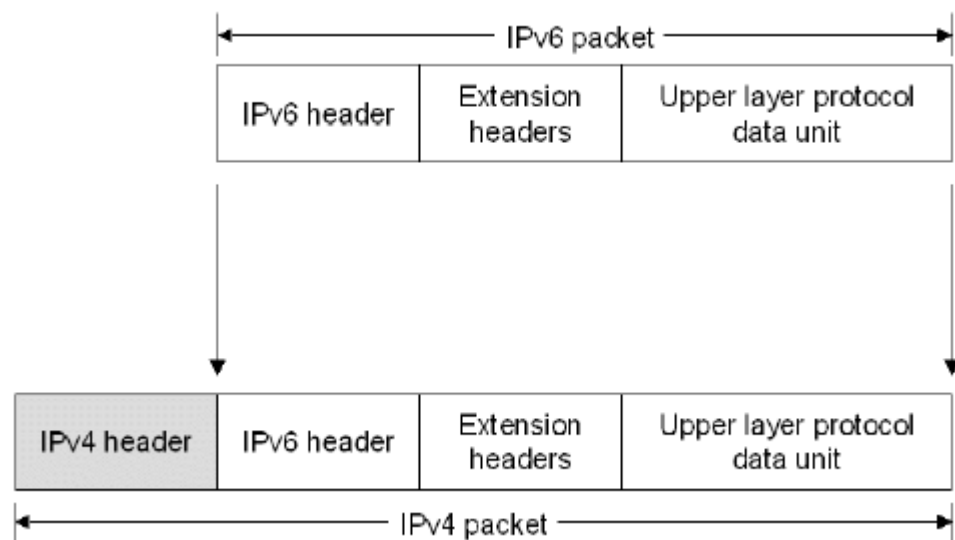 IPv6 packet
IPv6 header
Extension
headers
Upper layer protocol
data unit
IPv4 header
IPv6 header
Extension
headers
Upper layer protocol
data unit
IPv4 packet